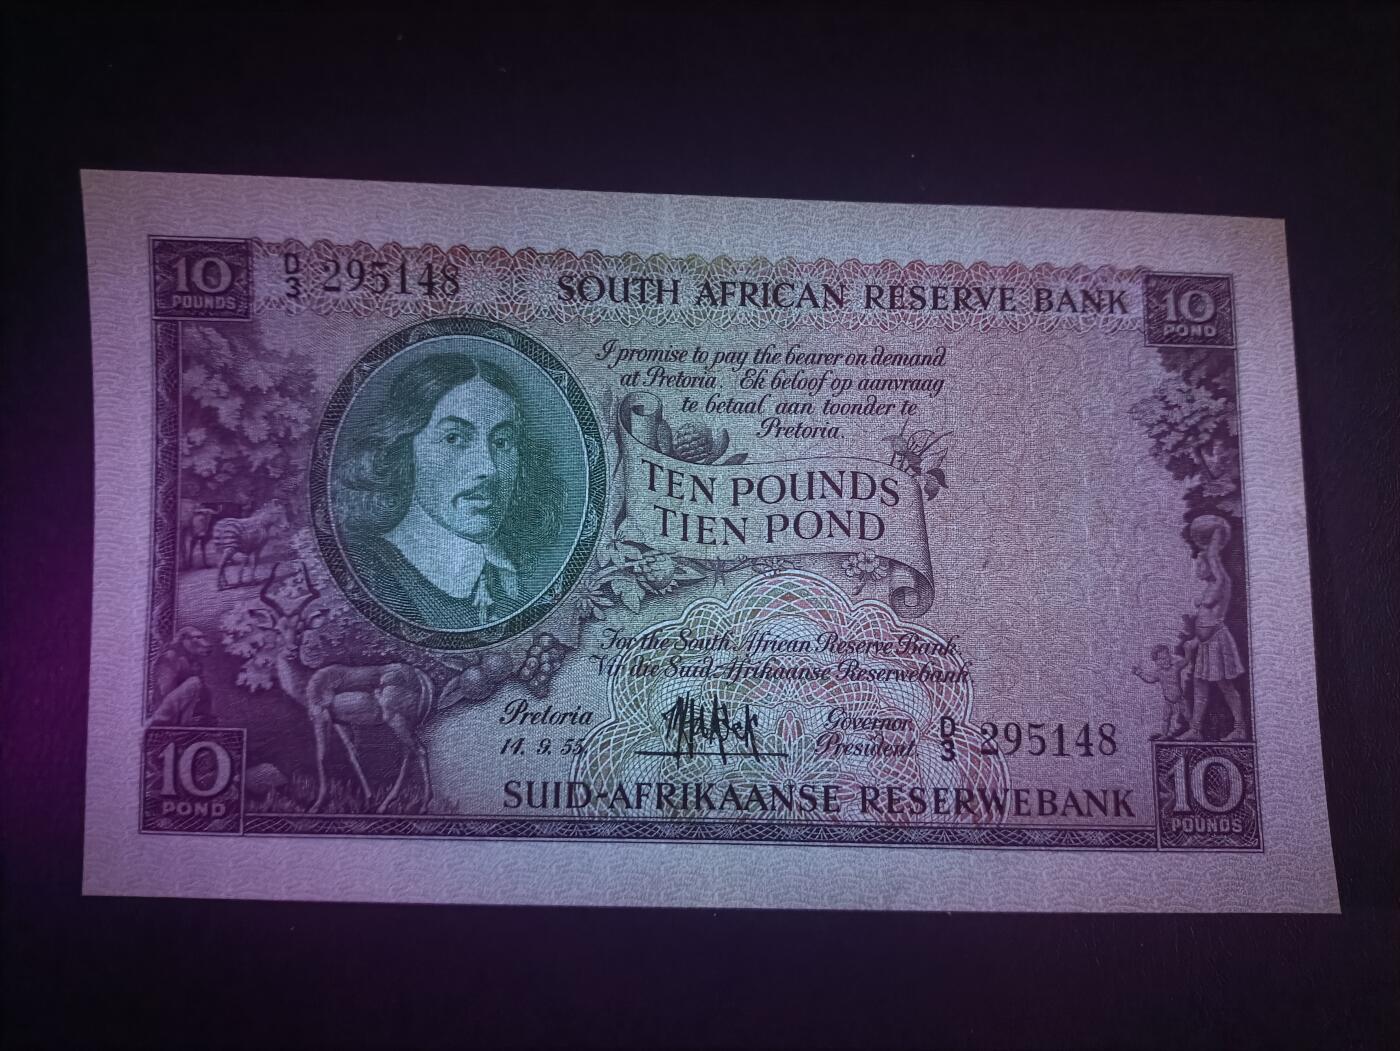 10
POUNDS
D/3 295148
SOUTH AFRICAN RESERVE BANK
10
POND
I promise to pay the bearer on demand
at Pretoria. Ek beloof op aanvraag
te betaal aan toonder te
Pretoria.
TEN POUNDS
TIEN POND
For the South African Reserve Bank.
Vir die Suid-Afrikaanse Reserwebank.
Pretoria
14. 9. 55.
Governor
President.
D/3 295148
10
POND
SUID-AFRIKAANSE RESERWEBANK
10
POUNDS